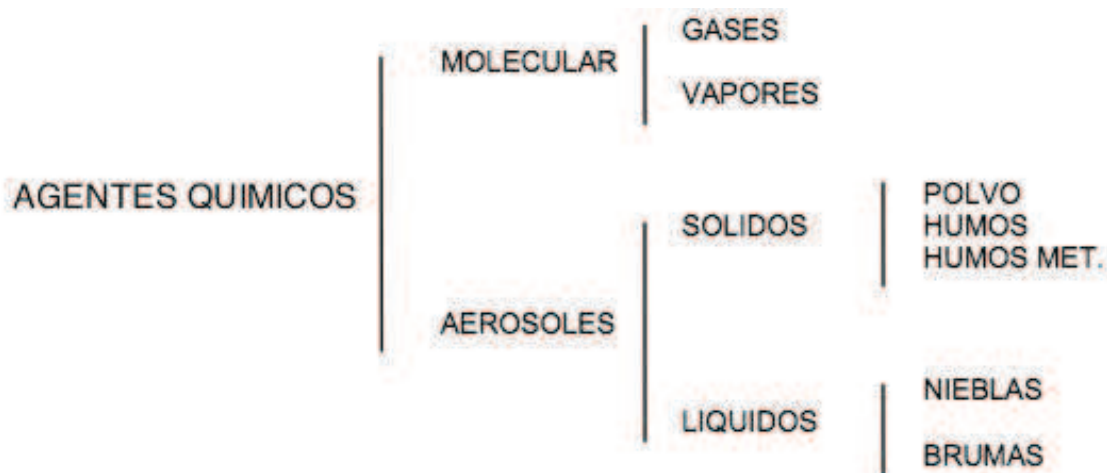 GASES
MOLECULAR
VAPORES
AGENTES QUIMICOS
POLVO
SOLIDOS
HUMOS
HUMOS MET.
AEROSOLES
NIEBLAS
LIQUIDOS
BRUMAS